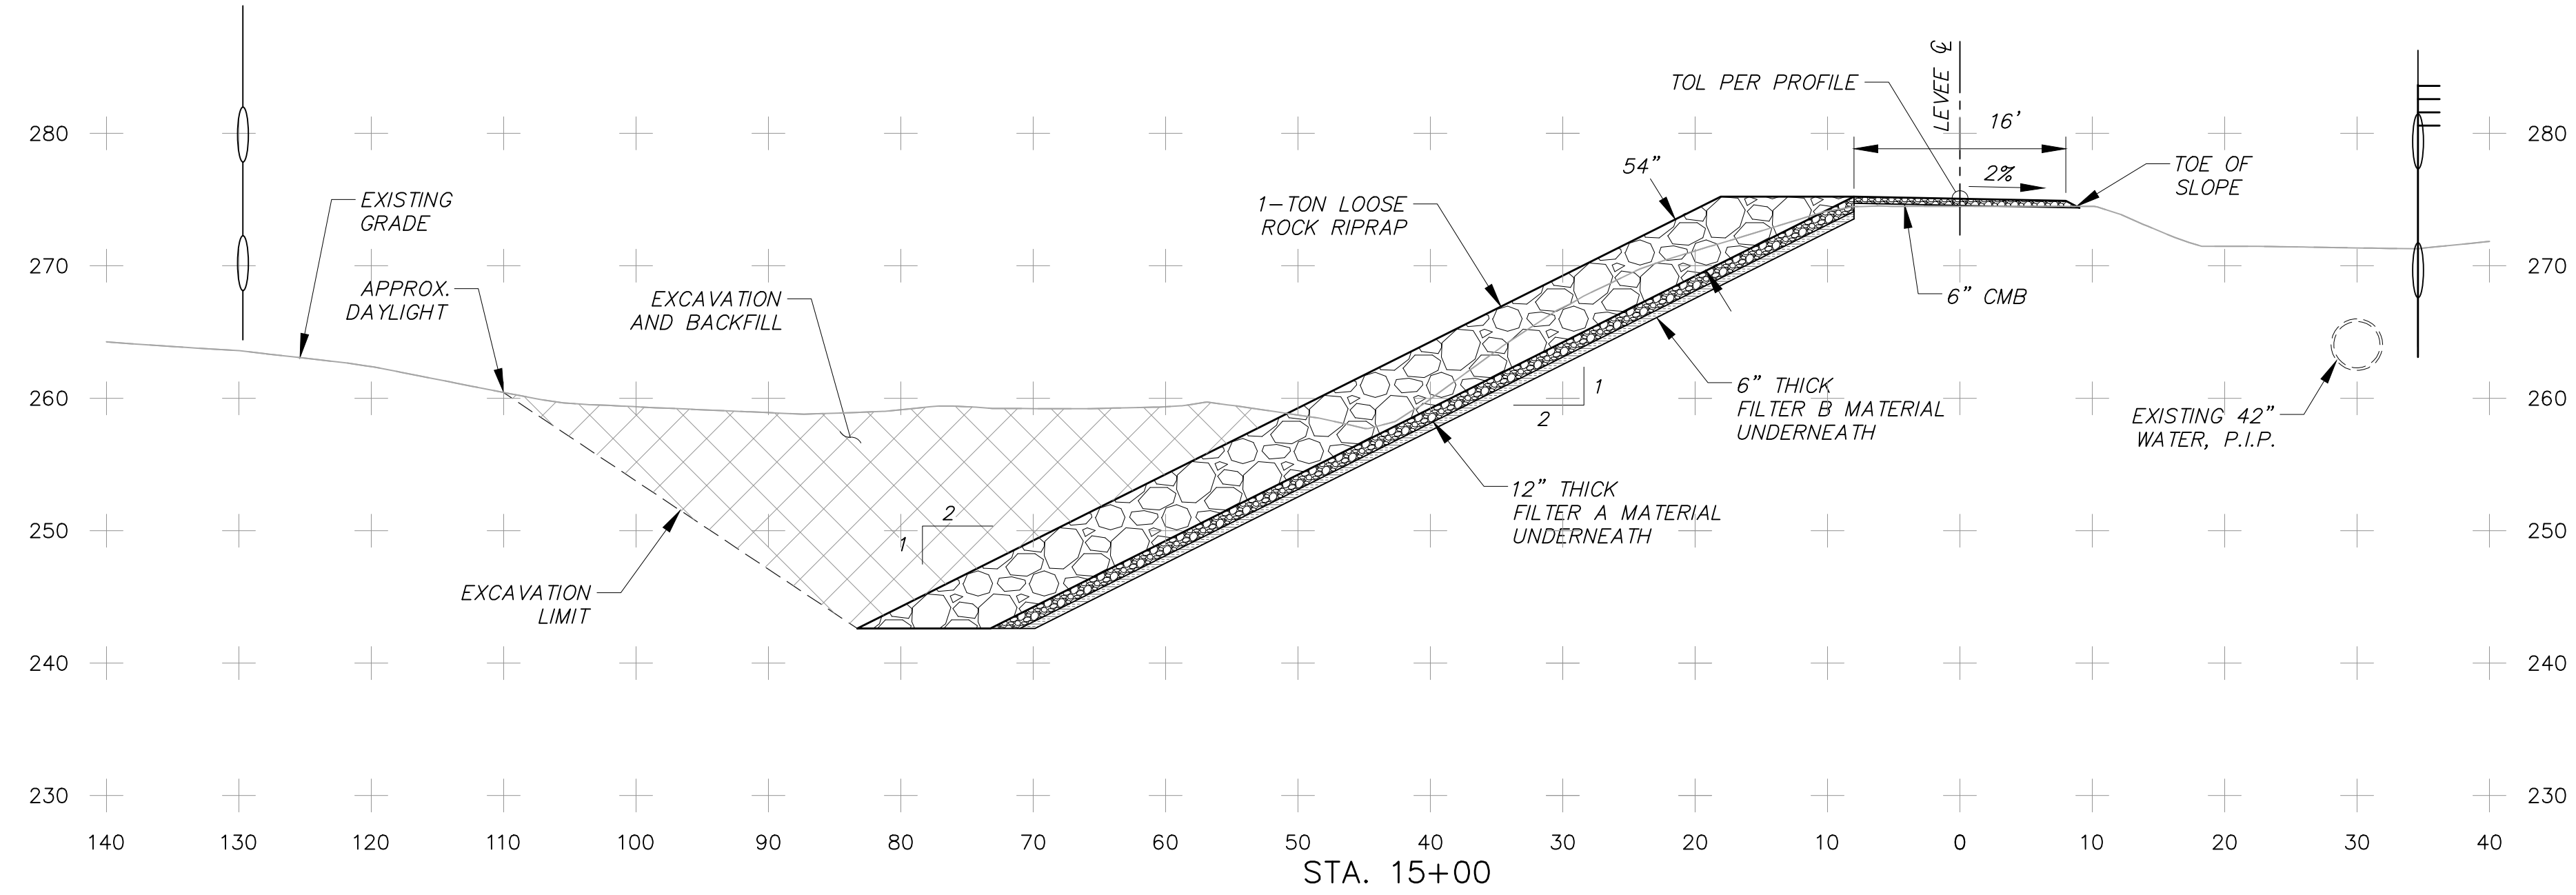 LEVEE ℄
TOL PER PROFILE
16'
280
280
54"
2%
TOE OF
SLOPE
EXISTING
GRADE
1-TON LOOSE
ROCK RIPRAP
270
270
APPROX.
DAYLIGHT
EXCAVATION
AND BACKFILL
6" CMB
1
2
6" THICK
FILTER B MATERIAL
UNDERNEATH
260
260
EXISTING 42"
WATER, P.I.P.
12" THICK
FILTER A MATERIAL
UNDERNEATH
2
1
250
250
EXCAVATION
LIMIT
240
240
230
230
140 130 120 110 100 90 80 70 60 50 40 30 20 10 0 10 20 30 40
STA. 15+00